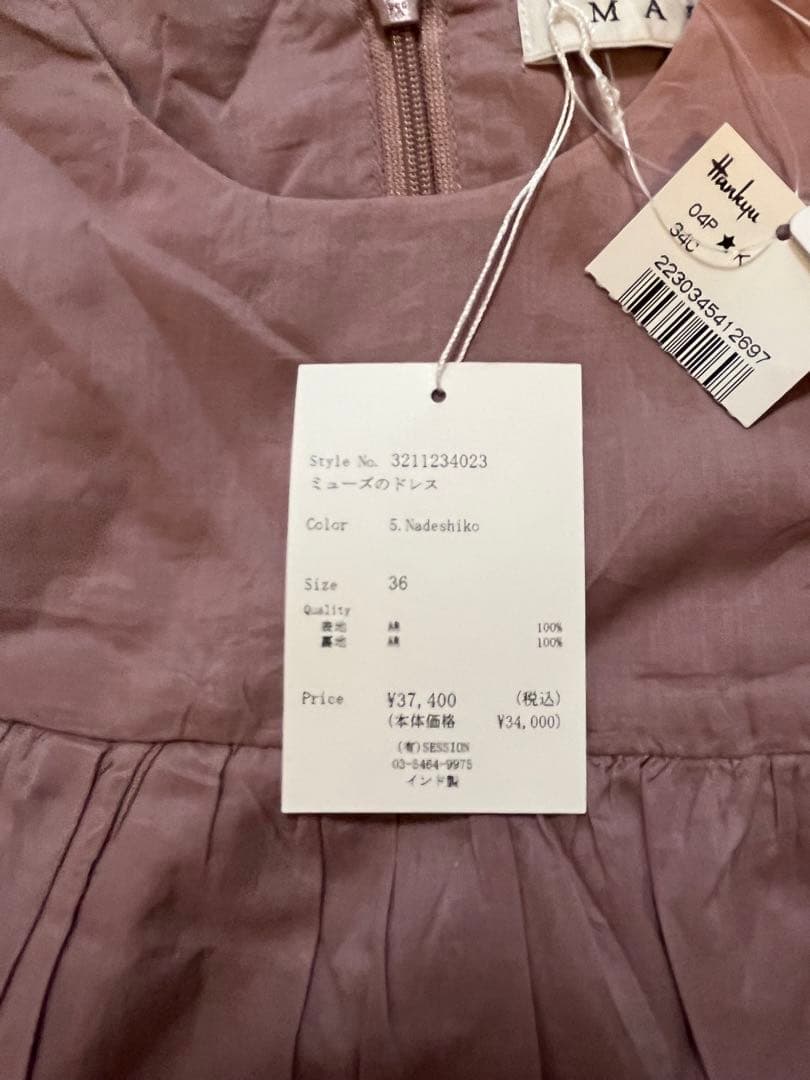 MA
Hankyu
04P ★
34C K
2230345412697
Style No. 3211234023
ミューズのドレス
Color 5.Nadeshiko
Size 36
Quality
表地 綿 100%
裏地 綿 100%
Price ¥37,400 (税込)
(本体価格 ¥34,000)
(有)SESSION
03-5464-9975
インド製